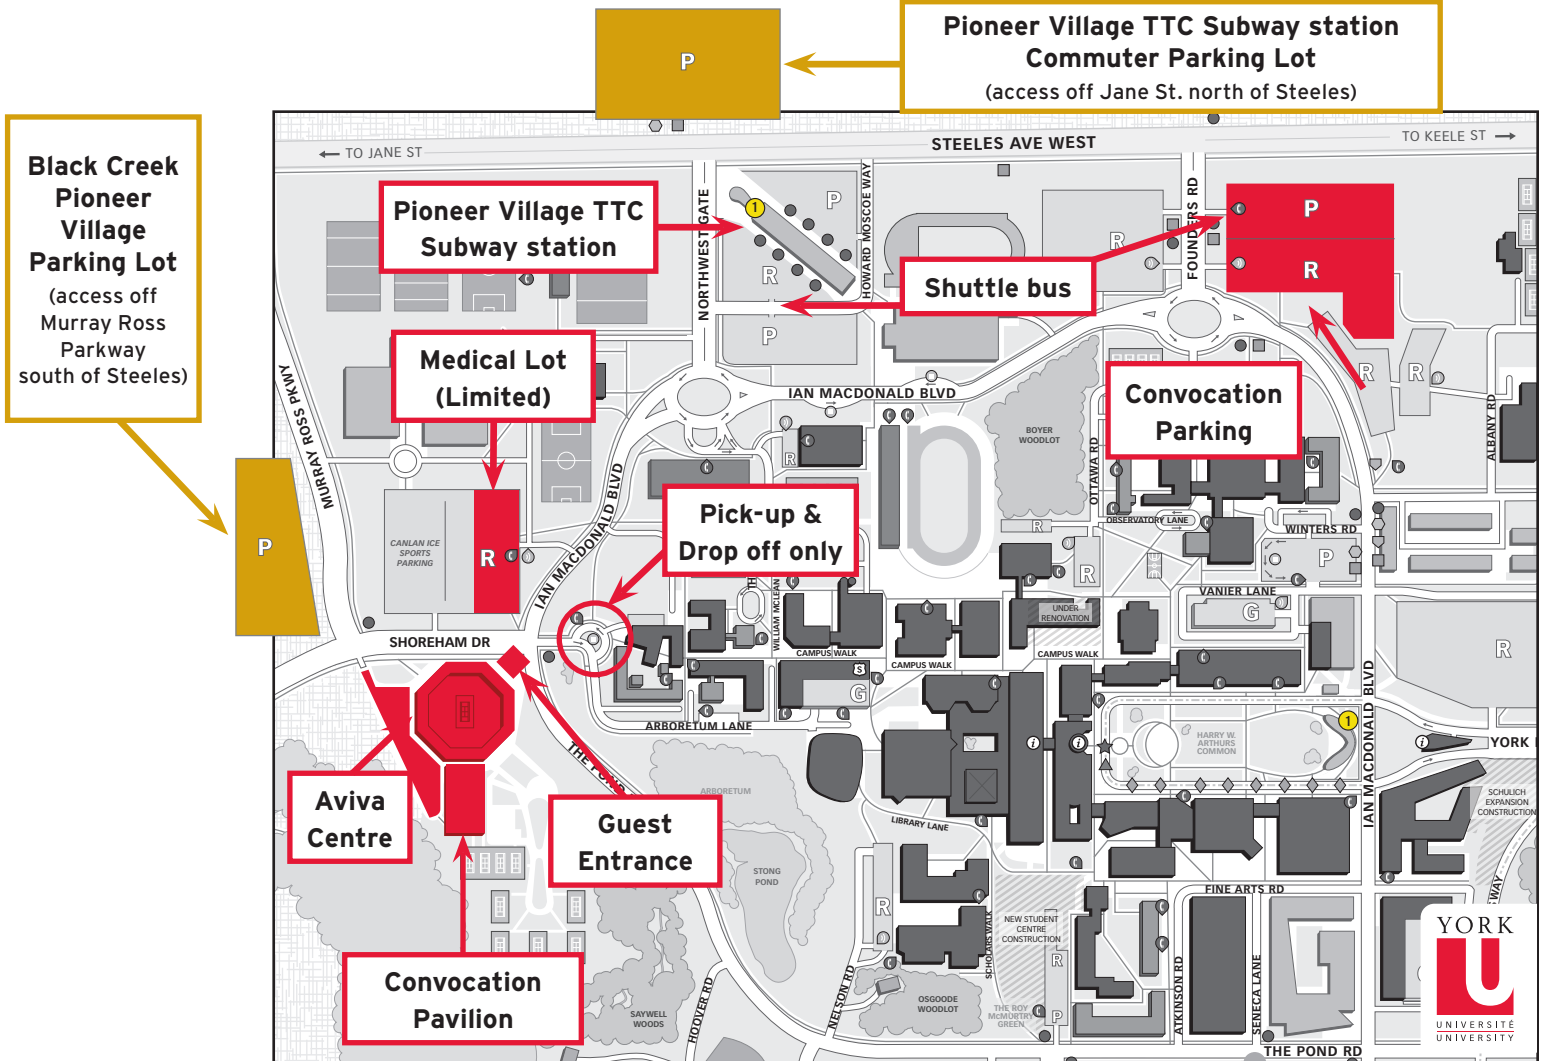 Pioneer Village TTC Subway station
Commuter Parking Lot
(access off Jane St. north of Steeles)
P
Black Creek
Pioneer
Village
Parking Lot
(access off
Murray Ross
Parkway
south of Steeles)
P
← TO JANE ST
STEELES AVE WEST
TO KEELE ST →
Pioneer Village TTC
Subway station
NORTHWEST GATE
1
P
R
P
HOWARD MOSCOE WAY
R
FOUNDERS RD
P
R
Shuttle bus
Medical Lot
(Limited)
IAN MACDONALD BLVD
Convocation
Parking
R
R
ALBANY RD
MURRAY ROSS PKWY
BOYER
WOODLOT
OTTAWA RD
R
Pick-up &
Drop off only
IAN MACDONALD BLVD
CANLAN ICE
SPORTS
PARKING
R
R
R
OBSERVATORY LANE
WINTERS RD
P
VANIER LANE
G
UNDER
RENOVATION
WILLIAM MCLEAN
TH
SHOREHAM DR
CAMPUS WALK
CAMPUS WALK
CAMPUS WALK
S
G
R
ARBORETUM LANE
THE POND
IAN MACDONALD BLVD
HARRY W.
ARTHURS
COMMON
1
i
i
i
YORK
Aviva
Centre
Guest
Entrance
ARBORETUM
LIBRARY LANE
SCHULICH
EXPANSION
CONSTRUCTION
STONG
POND
R
FINE ARTS RD
NEW STUDENT
CENTRE
CONSTRUCTION
SCHOLARS WALK
R
WAY
Convocation
Pavilion
SAYWELL
WOODS
HOOVER RD
NELSON RD
OSGOODE
WOODLOT
THE ROY
McMURTRY
GREEN
P
ATKINSON RD
SENECA LANE
THE POND RD
YORK
U
UNIVERSITÉ
UNIVERSITY